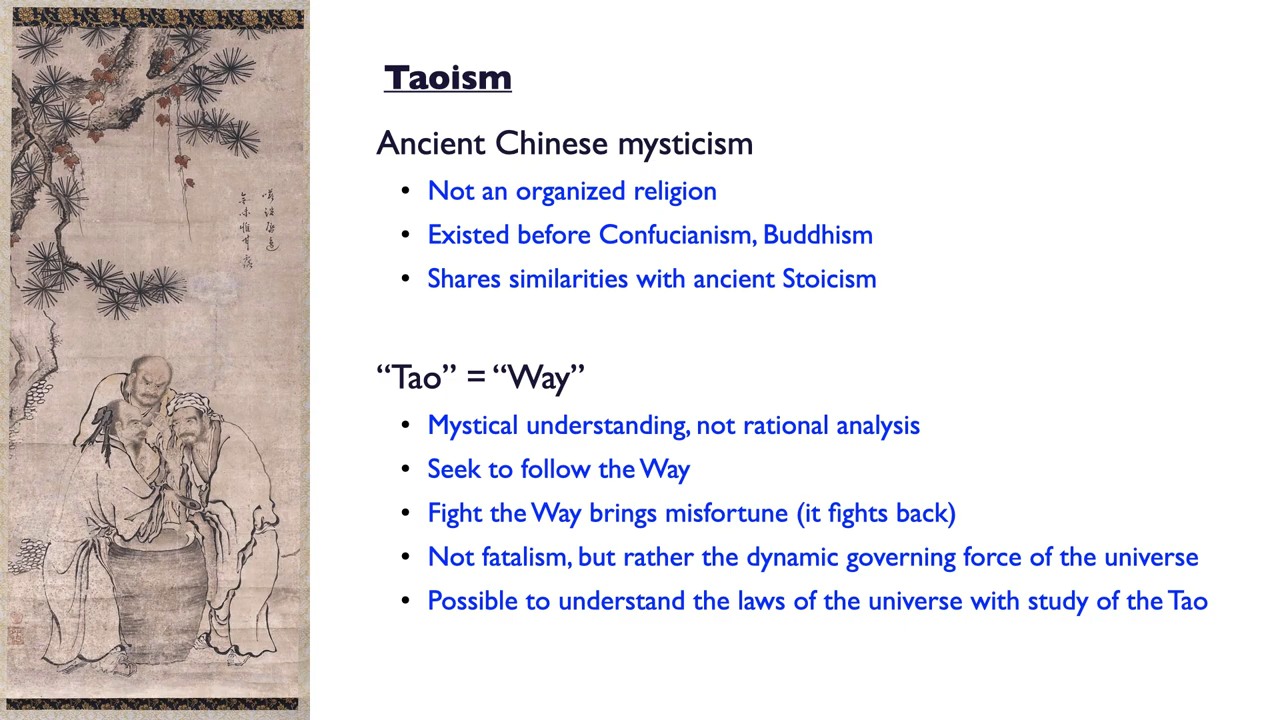 Taoism
Ancient Chinese mysticism
• Not an organized religion
• Existed before Confucianism, Buddhism
• Shares similarities with ancient Stoicism
“Tao” = “Way”
• Mystical understanding, not rational analysis
• Seek to follow the Way
• Fight the Way brings misfortune (it fights back)
• Not fatalism, but rather the dynamic governing force of the universe
• Possible to understand the laws of the universe with study of the Tao